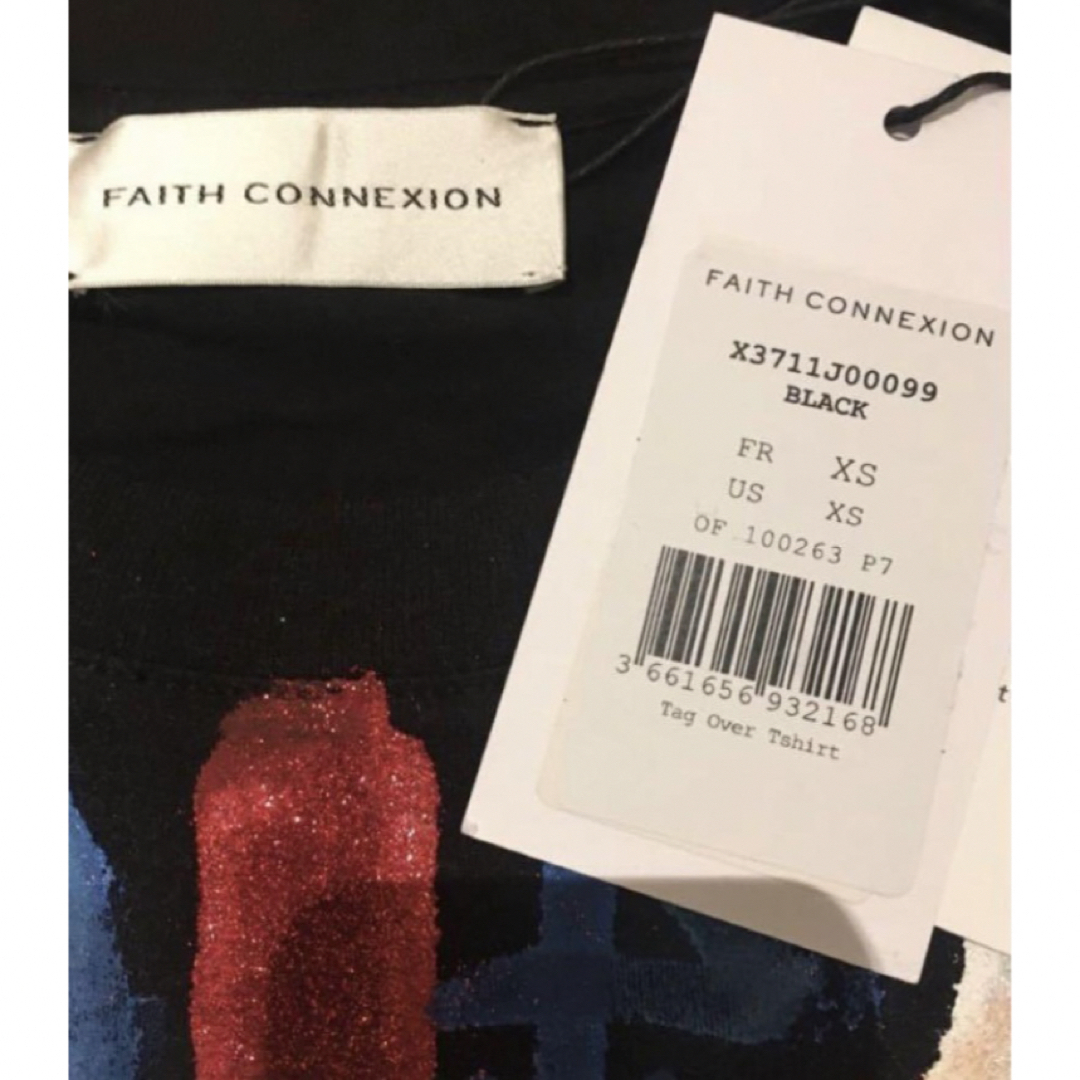 FAITH CONNEXION
FAITH CONNEXION
X3711J00099
BLACK
FR XS
US XS
OF 100263 P7
3 661656 932168
Tag Over Tshirt
t